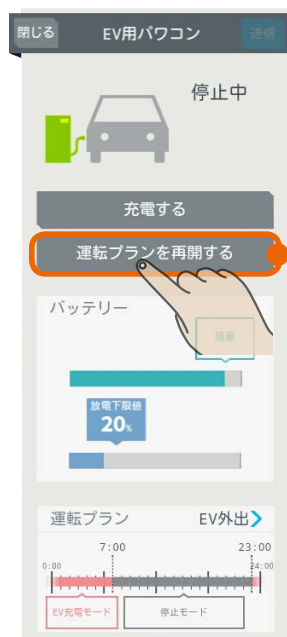 閉じる EV用パワコン 送信
停止中
充電する
運転プランを再開する
バッテリー
残量
放電下限値
20%
運転プラン EV外出
7:00 23:00
0:00 24:00
EV充電モード 停止モード